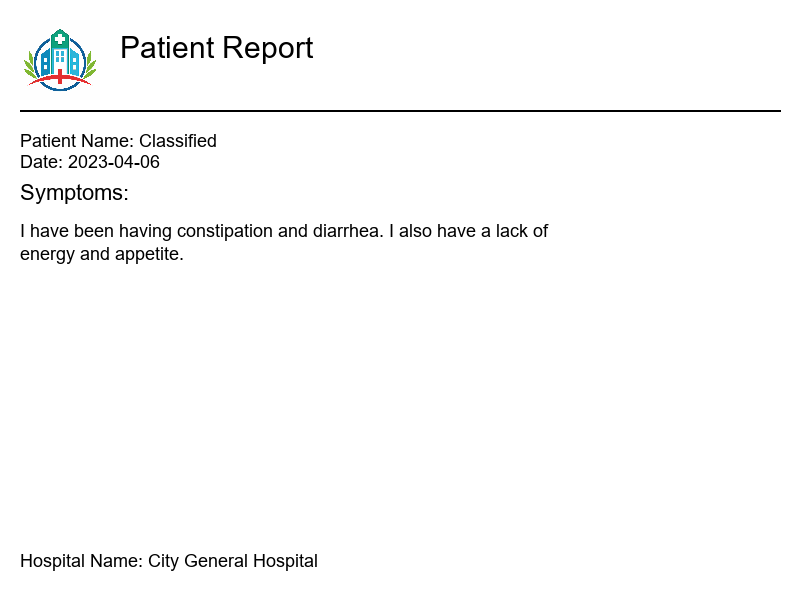 Patient Report
Patient Name: Classified
Date: 2023-04-06
Symptoms:
I have been having constipation and diarrhea. I also have a lack of
energy and appetite.
Hospital Name: City General Hospital